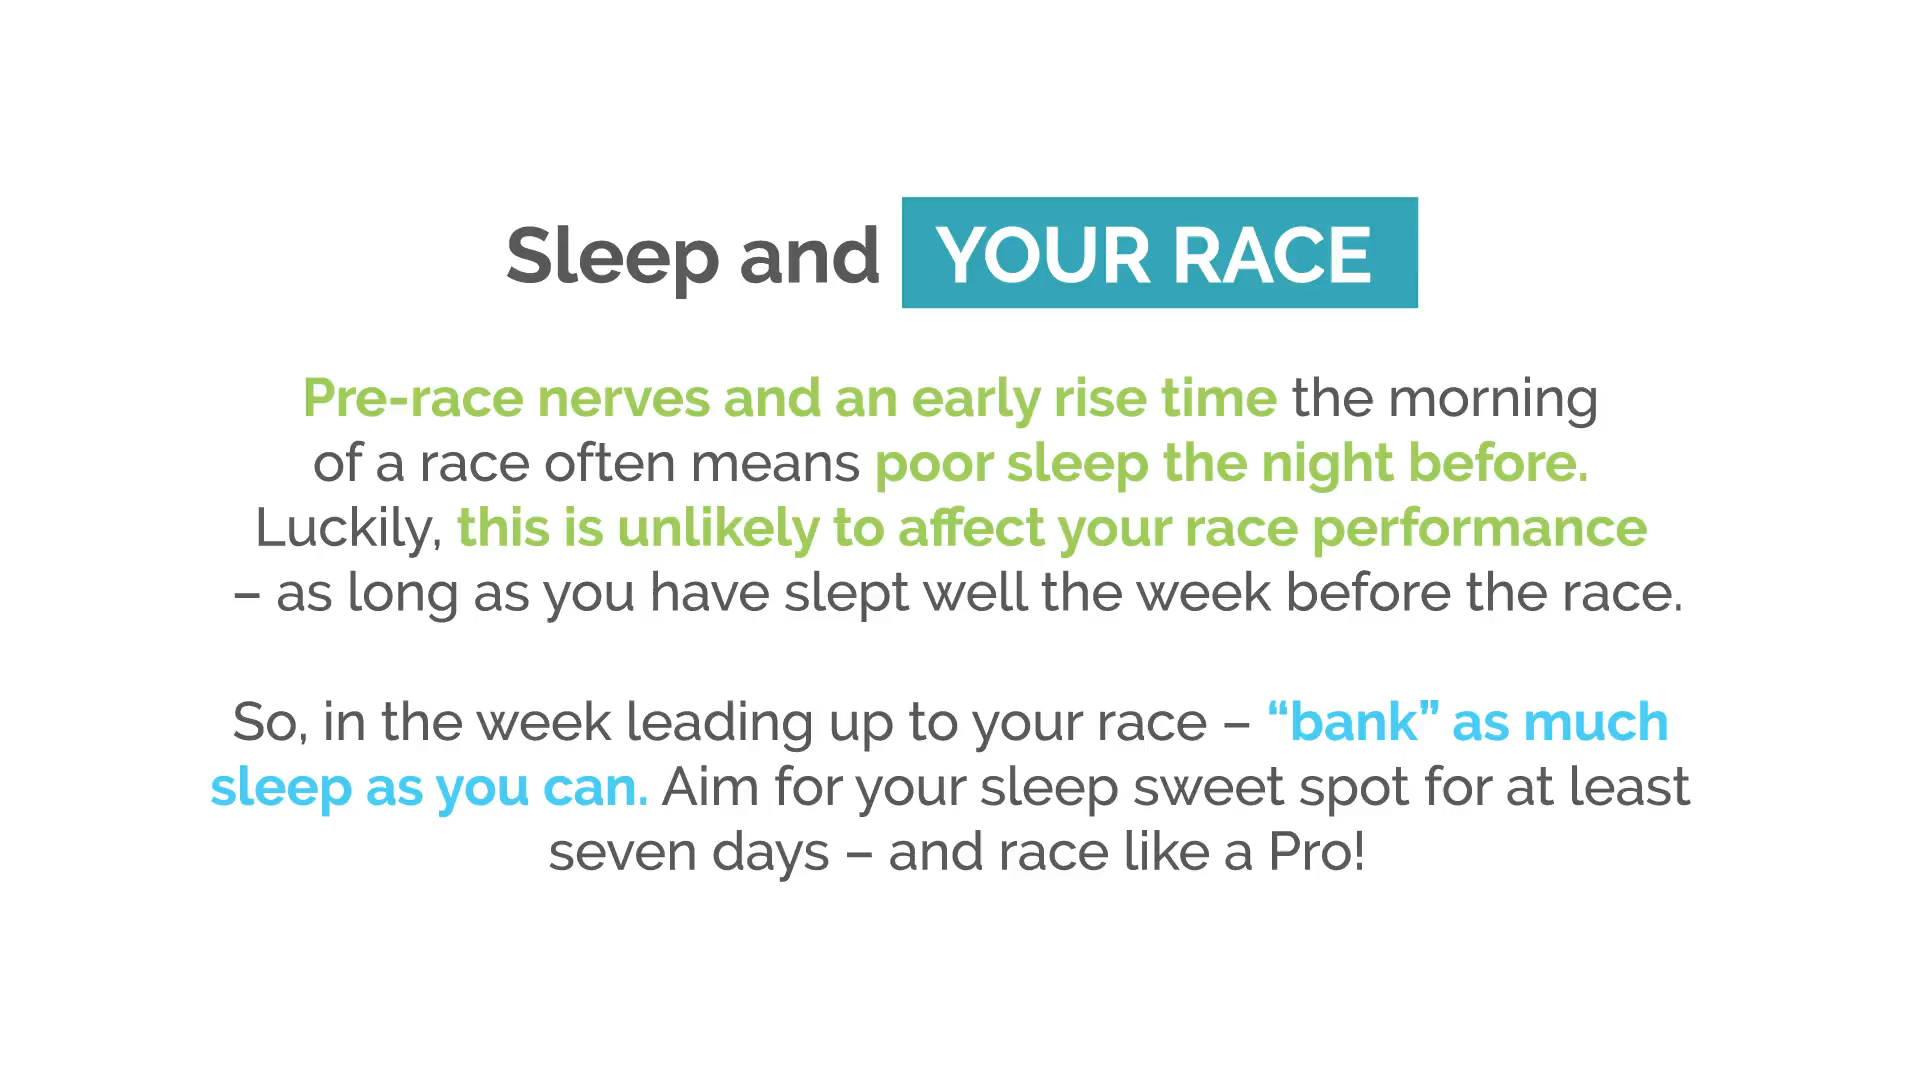 Sleep and YOUR RACE
Pre-race nerves and an early rise time the morning
of a race often means poor sleep the night before.
Luckily, this is unlikely to affect your race performance
– as long as you have slept well the week before the race.
So, in the week leading up to your race – “bank” as much
sleep as you can. Aim for your sleep sweet spot for at least
seven days – and race like a Pro!